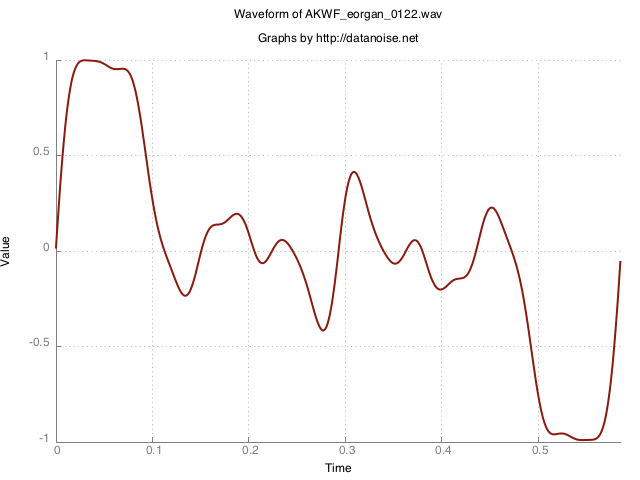 Waveform of AKWF_eorgan_0122.wav
Graphs by http://datanoise.net
1
0.5
0
-0.5
-1
Value
0 0.1 0.2 0.3 0.4 0.5
Time